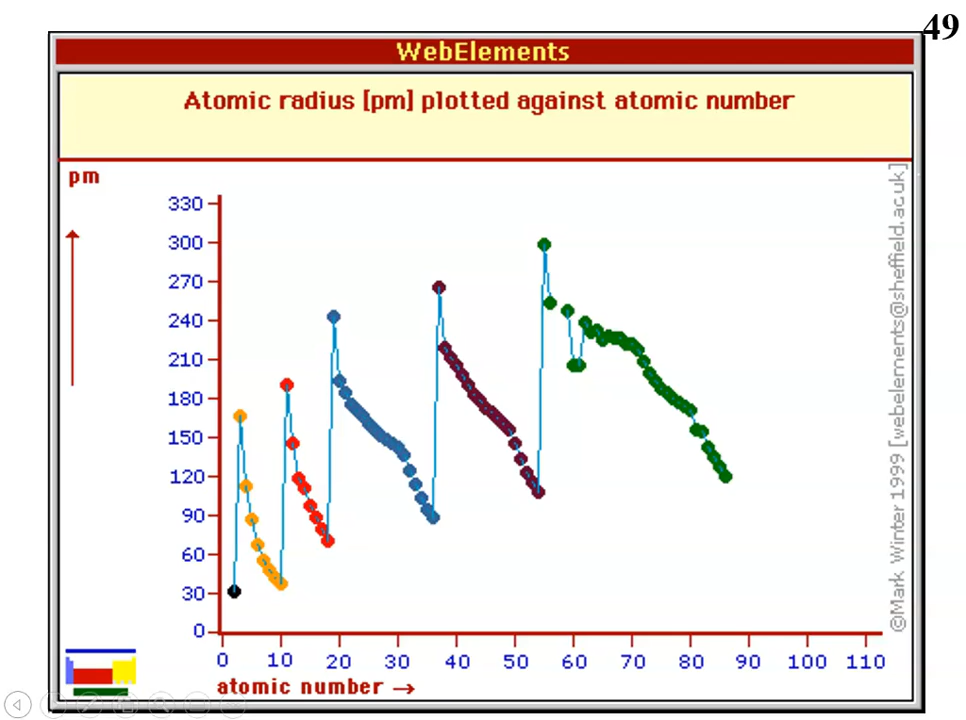 49
WebElements
Atomic radius [pm] plotted against atomic number
pm
330
300
270
240
210
180
150
120
90
60
30
0
0 10 20 30 40 50 60 70 80 90 100 110
atomic number →
©Mark Winter 1999 [webelements@sheffield.ac.uk]